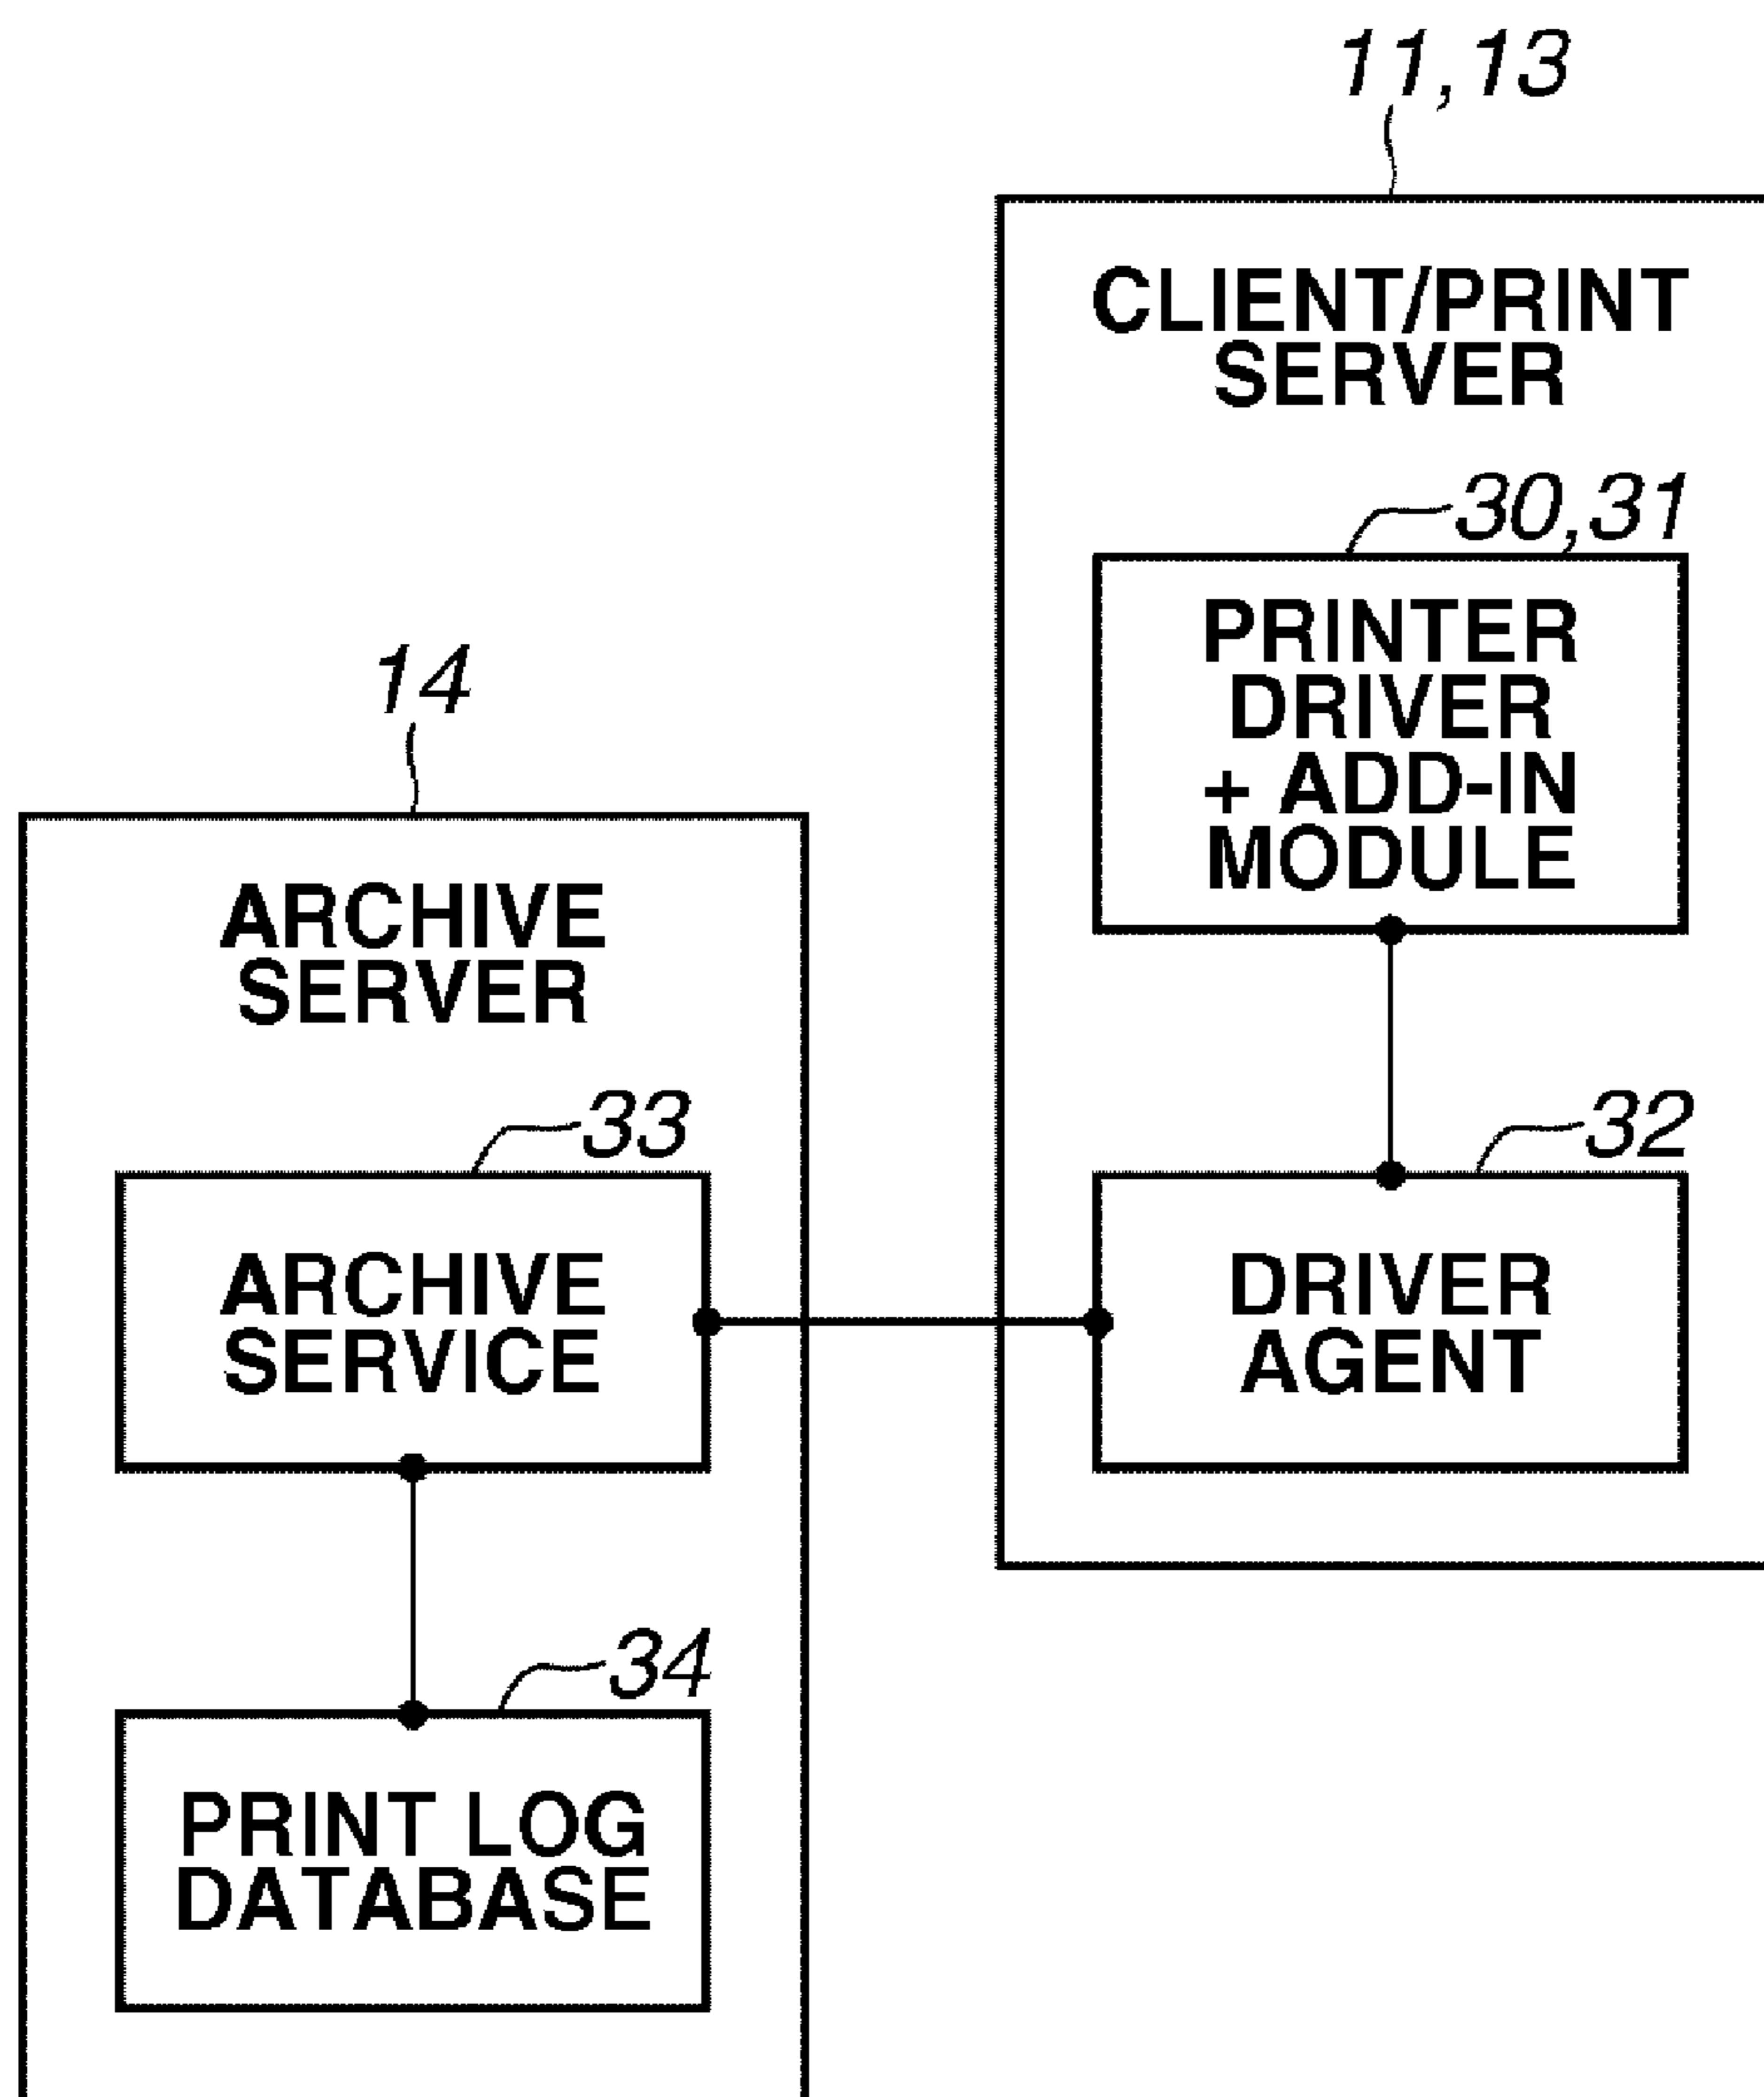 11,13
CLIENT/PRINT
SERVER
30,31
PRINTER
DRIVER
+ ADD-IN
MODULE
14
ARCHIVE
SERVER
33
ARCHIVE
SERVICE
32
DRIVER
AGENT
34
PRINT LOG
DATABASE